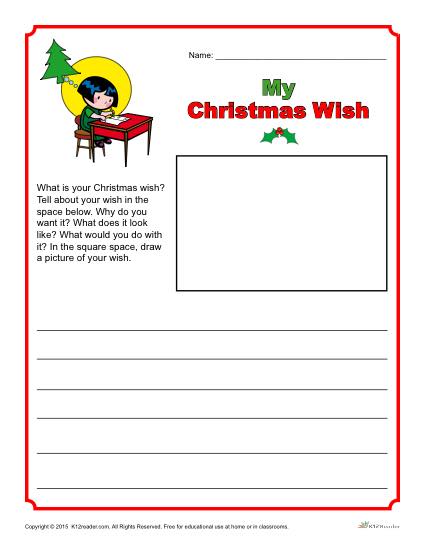 Name:
My
Christmas Wish
What is your Christmas wish?
Tell about your wish in the
space below. Why do you
want it? What does it look
like? What would you do with
it? In the square space, draw
a picture of your wish.
Copyright © 2015 K12reader.com. All Rights Reserved. Free for educational use at home or in classrooms.
K12Reader